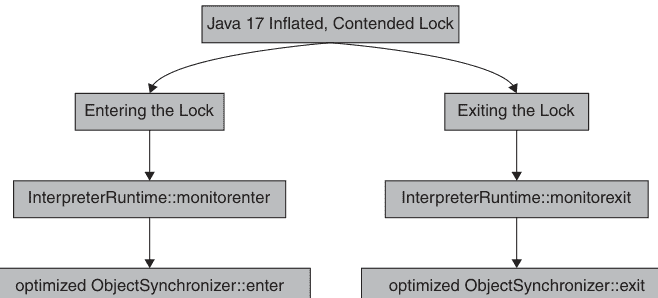 Java 17 Inflated, Contended Lock
Entering the Lock
Exiting the Lock
InterpreterRuntime::monitorenter
InterpreterRuntime::monitorexit
optimized ObjectSynchronizer::enter
optimized ObjectSynchronizer::exit